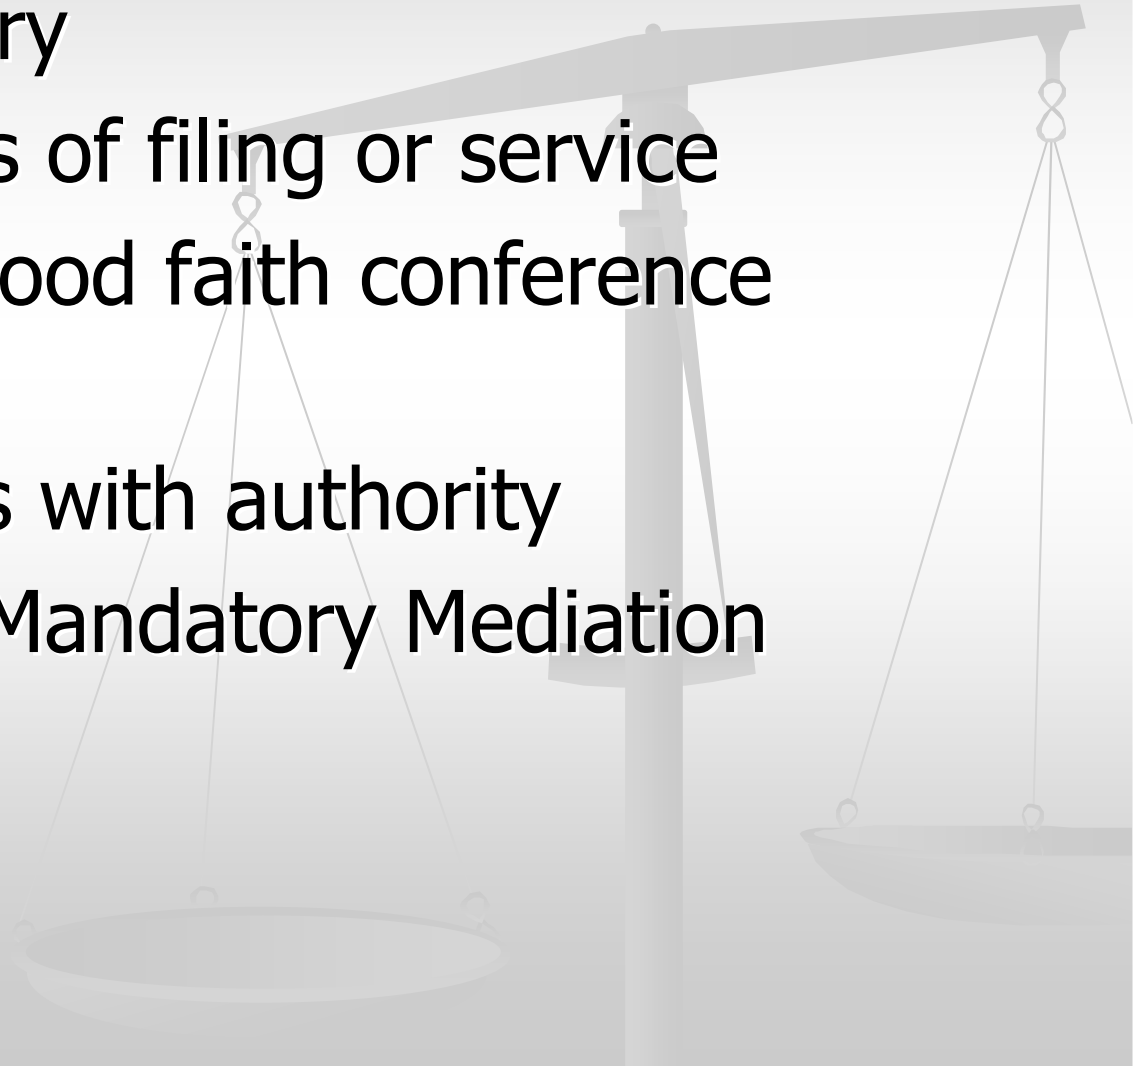 ry
s of filing or service
ood faith conference
s with authority
Mandatory Mediation